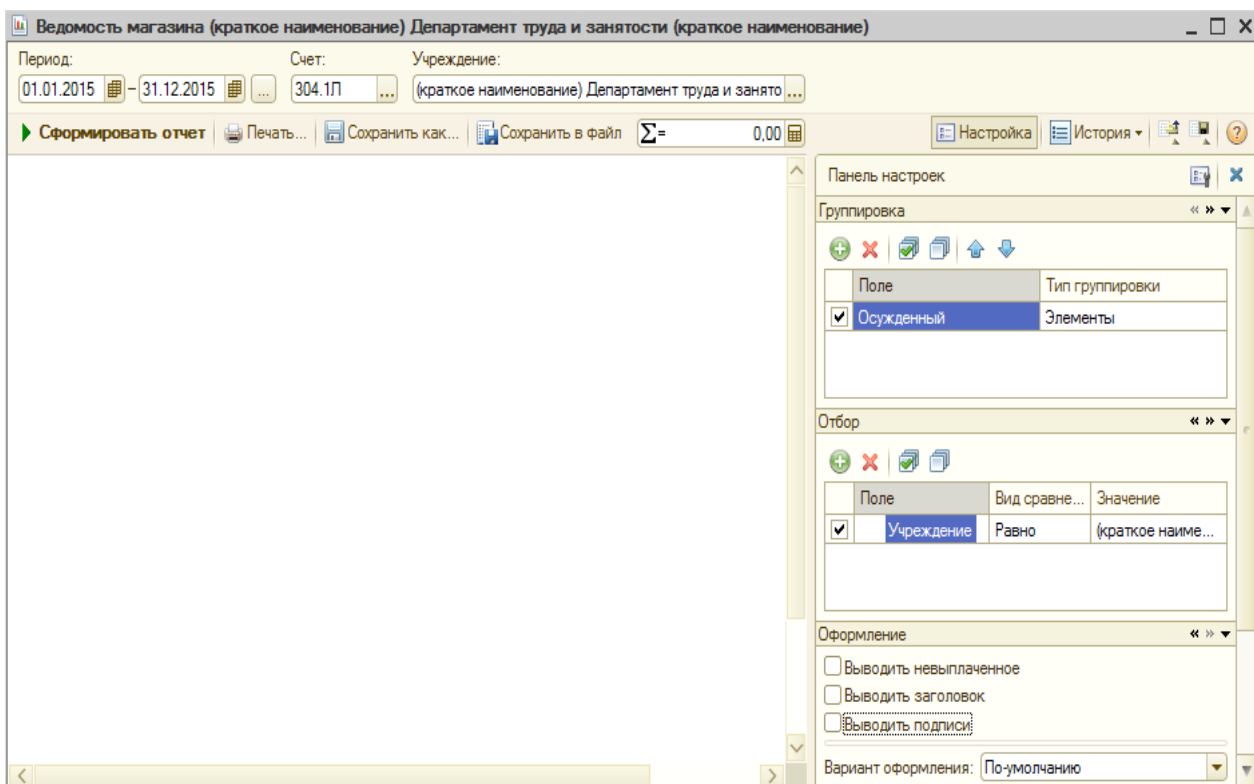 Ведомость магазина (краткое наименование) Департамент труда и занятости (краткое наименование)
Период: Счет: Учреждение:
01.01.2015 – 31.12.2015 ... 304.1П ... (краткое наименование) Департамент труда и занято ...
Сформировать отчет Печать... Сохранить как... Сохранить в файл Σ= 0,00 Настройка История
Панель настроек
Группировка
Поле Тип группировки
Осужденный Элементы
Отбор
Поле Вид сравне... Значение
Учреждение Равно (краткое наиме...
Оформление
Выводить невыплаченное
Выводить заголовок
Выводить подписи
Вариант оформления: По-умолчанию